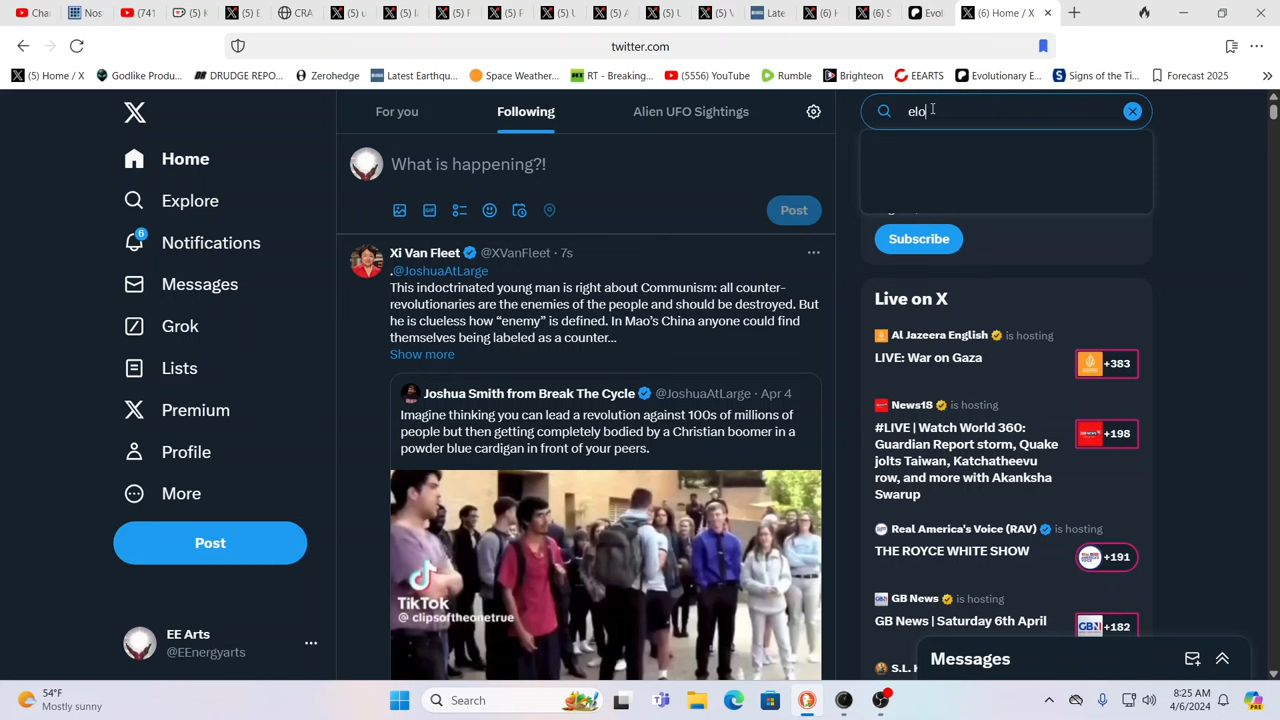 (741
(5) H
CRA
(6) Home / X
twitter.com
(5) Home / X
Godlike Produ...
DRUDGE REPO...
Zerohedge
Latest Earthqu...
Space Weather...
RT - Breaking...
(5556) YouTube
Rumble
Brighteon
EEARTS
Evolutionary E...
Signs of the Ti...
Forecast 2025
For you
Following
Alien UFO Sightings
elo
Home
Explore
6
Notifications
Messages
Grok
Lists
Premium
Profile
More
Post
EE Arts
@EEnergyarts
What is happening?!
GIF
Post
Xi Van Fleet @XVanFleet · 7s
.@JoshuaAtLarge
This indoctrinated young man is right about Communism: all counter-
revolutionaries are the enemies of the people and should be destroyed. But
he is clueless how “enemy” is defined. In Mao’s China anyone could find
themselves being labeled as a counter...
Show more
Joshua Smith from Break The Cycle @JoshuaAtLarge · Apr 4
Imagine thinking you can lead a revolution against 100s of millions of
people but then getting completely bodied by a Christian boomer in a
powder blue cardigan in front of your peers.
TikTok
@ clipsoftheonetrue
Subscribe
Live on X
Al Jazeera English is hosting
LIVE: War on Gaza
+383
News18 is hosting
#LIVE | Watch World 360:
Guardian Report storm, Quake
jolts Taiwan, Katchatheevu
row, and more with Akanksha
Swarup
+198
Real America's Voice (RAV) is hosting
THE ROYCE WHITE SHOW
+191
GB News is hosting
GB News | Saturday 6th April
+182
Messages
54°F
Mostly sunny
Search
8:25 AM
4/6/2024
PRE